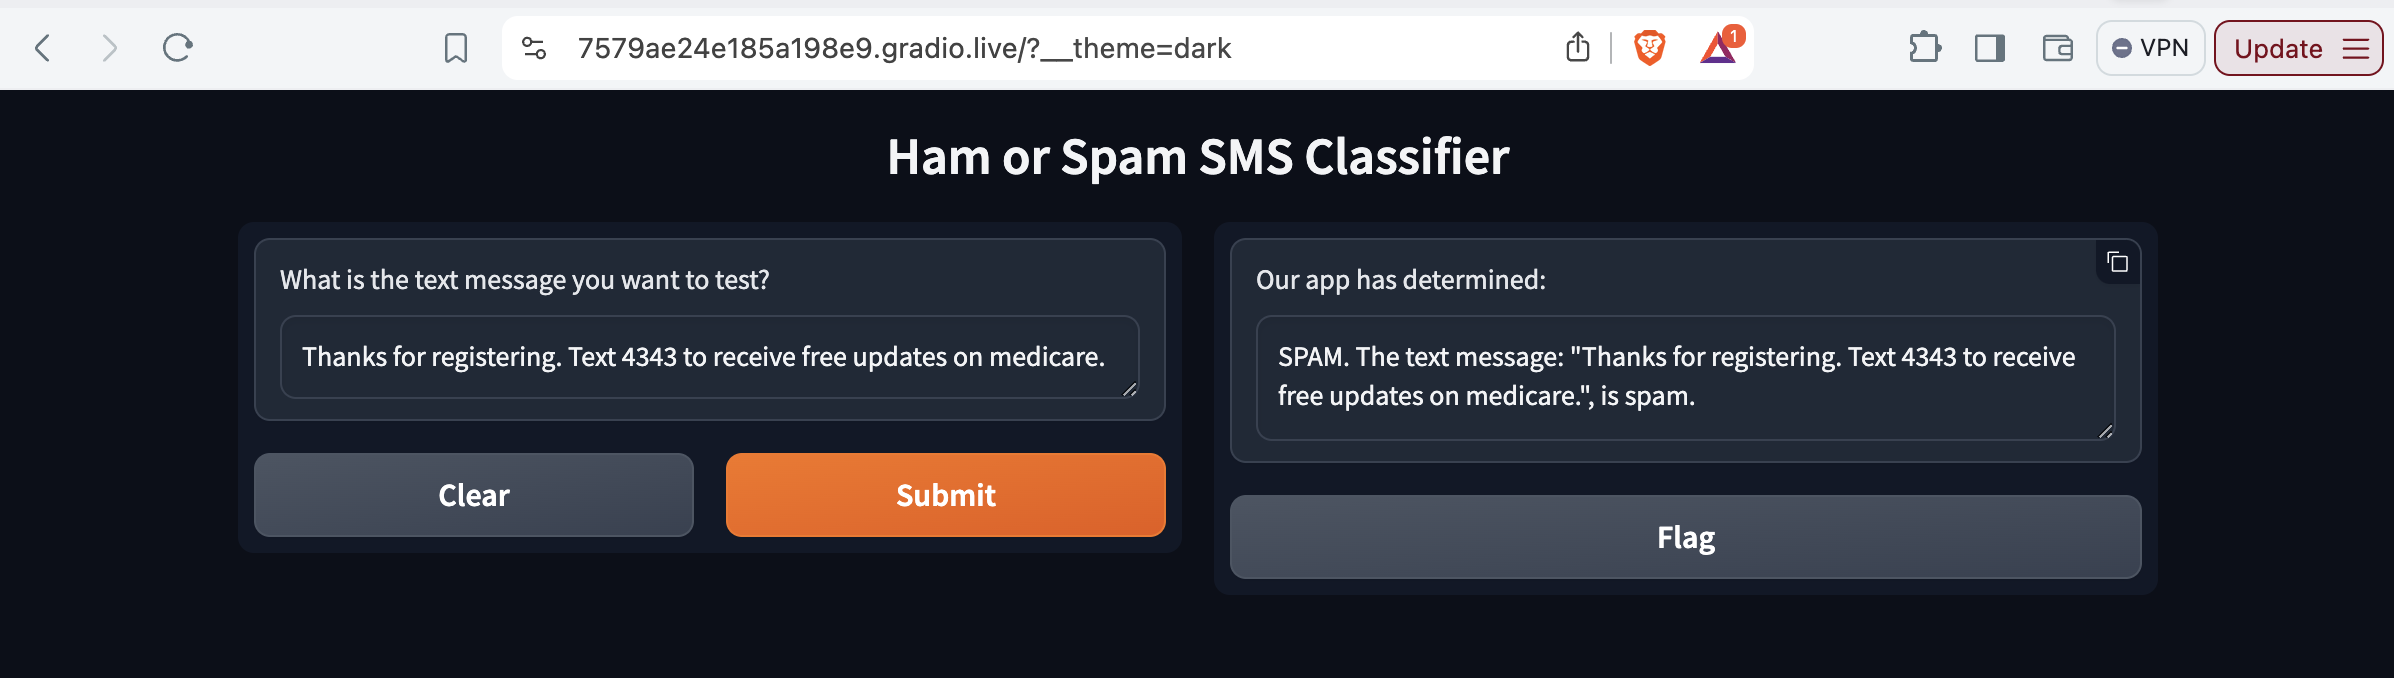 7579ae24e185a198e9.gradio.live/?__theme=dark
1
VPN
Update
Ham or Spam SMS Classifier
What is the text message you want to test?
Thanks for registering. Text 4343 to receive free updates on medicare.
Clear
Submit
Our app has determined:
SPAM. The text message: "Thanks for registering. Text 4343 to receive
free updates on medicare.", is spam.
Flag